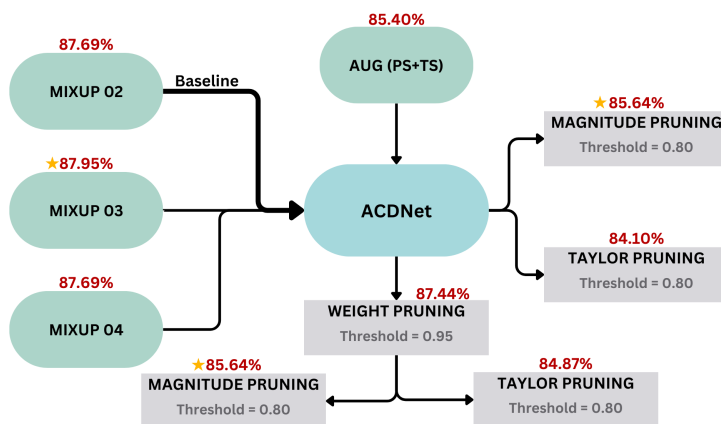 85.40%
AUG (PS+TS)
87.69%
MIXUP 02
Baseline
★87.95%
MIXUP 03
87.69%
MIXUP 04
ACDNet
★85.64%
MAGNITUDE PRUNING
Threshold = 0.80
84.10%
TAYLOR PRUNING
Threshold = 0.80
87.44%
WEIGHT PRUNING
Threshold = 0.95
★85.64%
MAGNITUDE PRUNING
Threshold = 0.80
84.87%
TAYLOR PRUNING
Threshold = 0.80